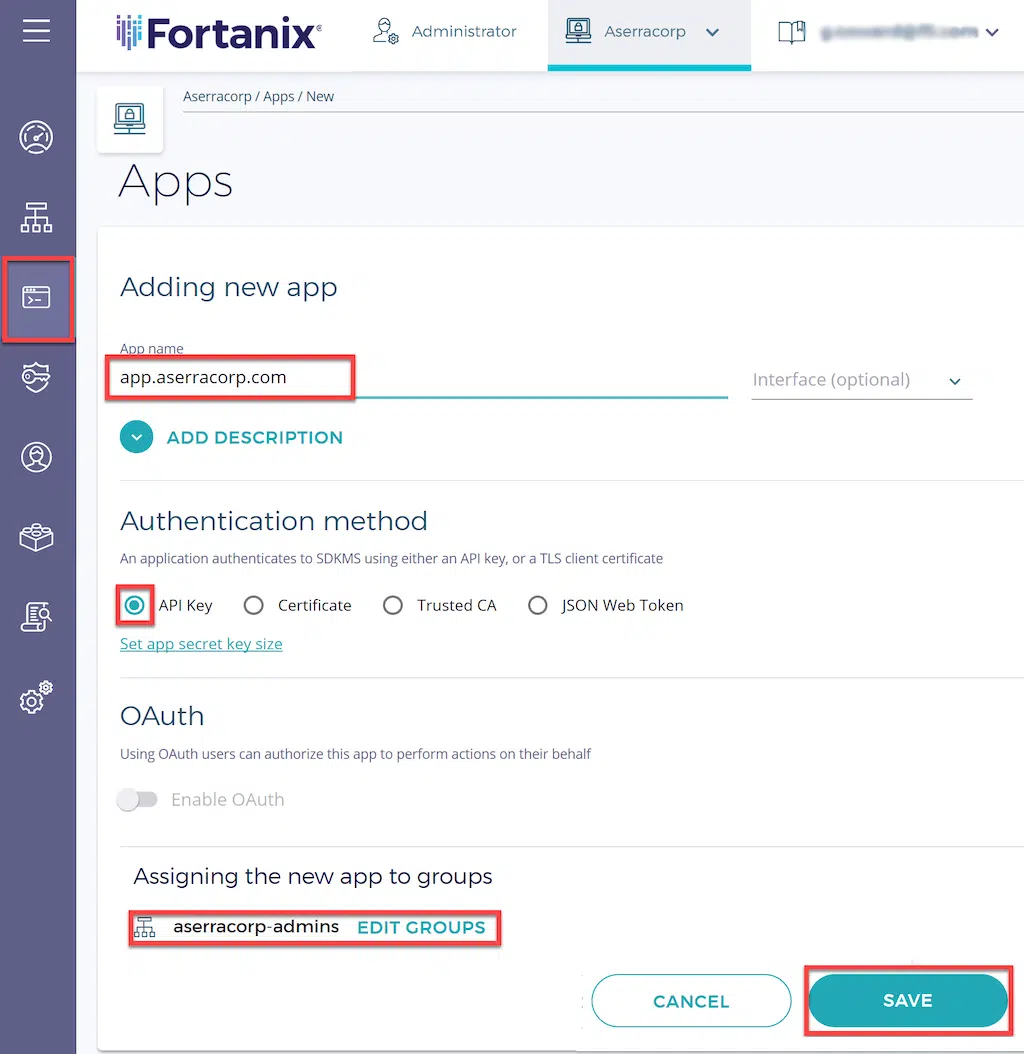 Fortanix®
Administrator
Aserracorp
Aserracorp / Apps / New
Apps
Adding new app
App name
app.aserracorp.com
Interface (optional)
ADD DESCRIPTION
Authentication method
An application authenticates to SDKMS using either an API key, or a TLS client certificate
API Key
Certificate
Trusted CA
JSON Web Token
Set app secret key size
OAuth
Using OAuth users can authorize this app to perform actions on their behalf
Enable OAuth
Assigning the new app to groups
aserracorp-admins EDIT GROUPS
CANCEL
SAVE